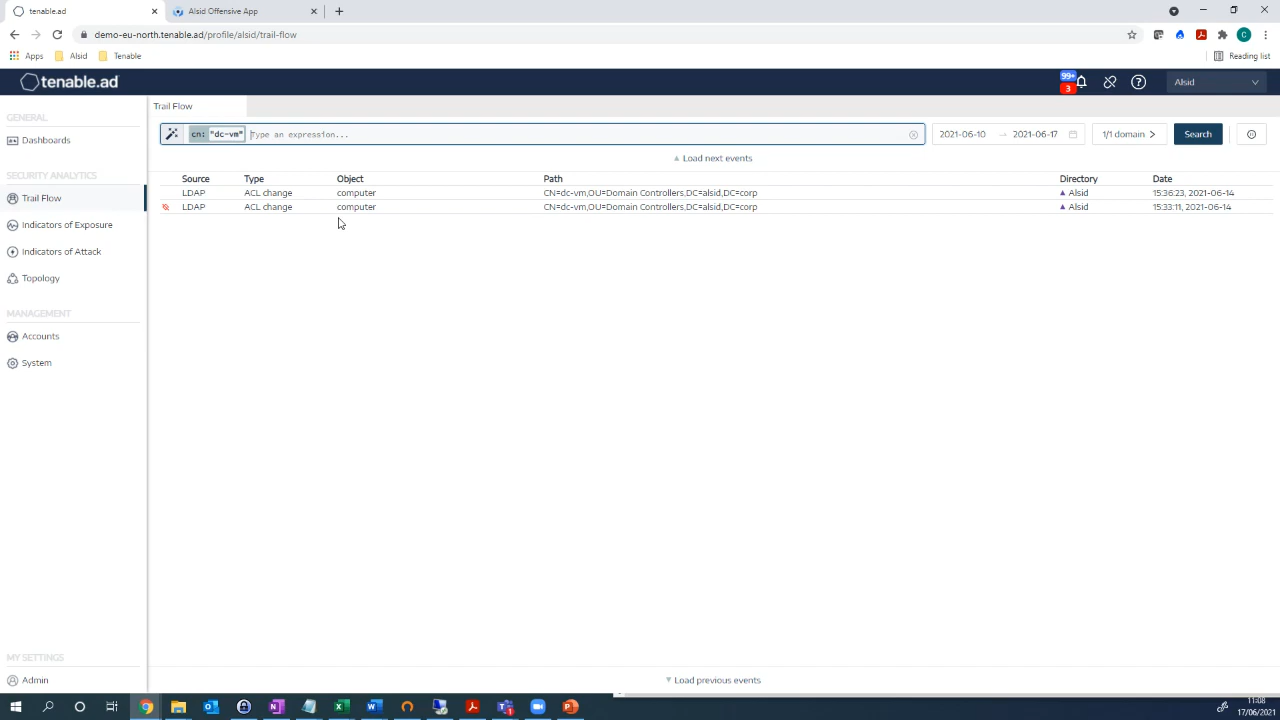 tenable.ad
Alsid Offensive App
demo-eu-north.tenable.ad/profile/alsid/trail-flow
Apps Alsid Tenable Reading list
tenable.ad 99+ 3 Alsid
GENERAL
Dashboards
SECURITY ANALYTICS
Trail Flow
Indicators of Exposure
Indicators of Attack
Topology
MANAGEMENT
Accounts
System
MY SETTINGS
Admin
Trail Flow
cn: "dc-vm" Type an expression... 2021-06-10 → 2021-06-17 1/1 domain > Search
Load next events
Source Type Object Path Directory Date
LDAP ACL change computer CN=dc-vm,OU=Domain Controllers,DC=alsid,DC=corp Alsid 15:36:23, 2021-06-14
LDAP ACL change computer CN=dc-vm,OU=Domain Controllers,DC=alsid,DC=corp Alsid 15:33:11, 2021-06-14
Load previous events
11:08
17/06/2021